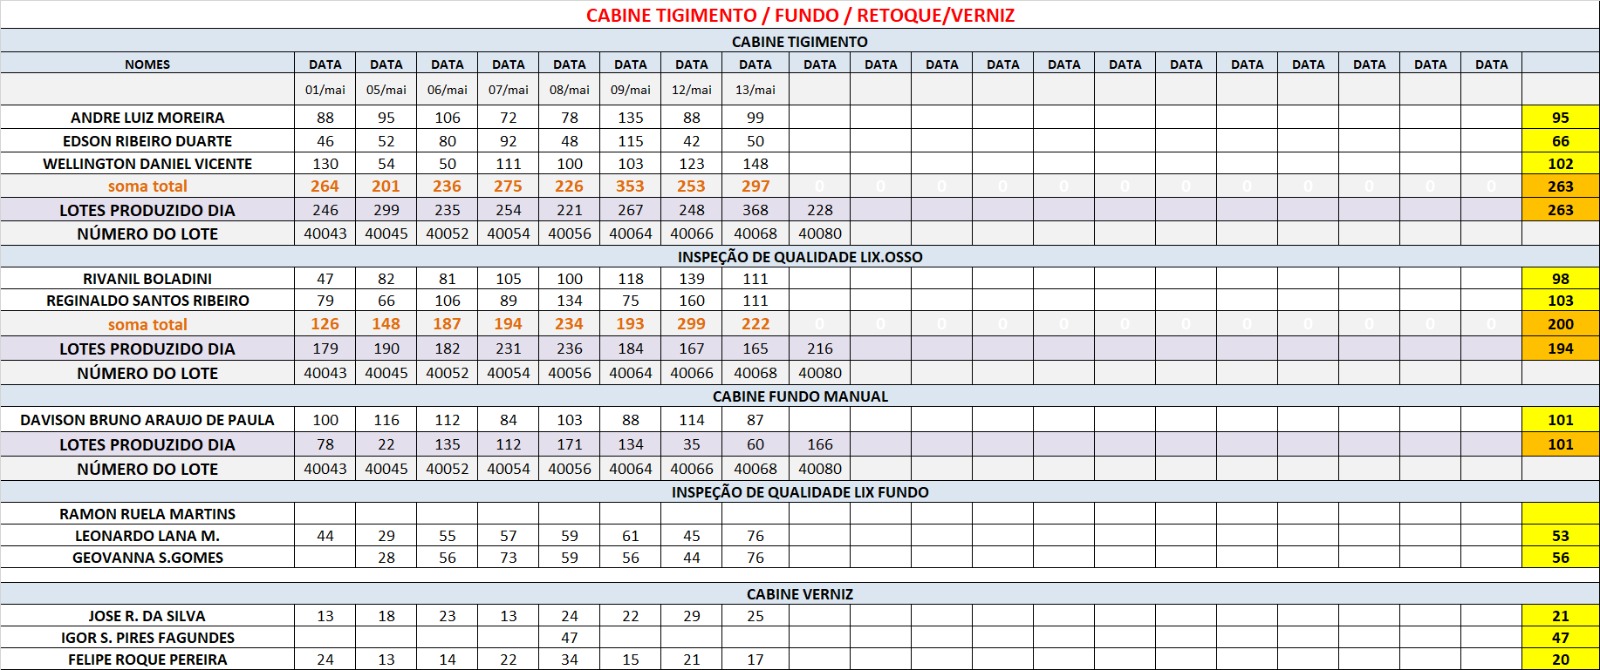 CABINE TIGIMENTO / FUNDO / RETOQUE/VERNIZ
CABINE TIGIMENTO
NOMES DATA DATA DATA DATA DATA DATA DATA DATA DATA DATA DATA DATA DATA DATA DATA DATA DATA DATA DATA DATA
01/mai 05/mai 06/mai 07/mai 08/mai 09/mai 12/mai 13/mai
ANDRE LUIZ MOREIRA 88 95 106 72 78 135 88 99 95
EDSON RIBEIRO DUARTE 46 52 80 92 48 115 42 50 66
WELLINGTON DANIEL VICENTE 130 54 50 111 100 103 123 148 102
soma total 264 201 236 275 226 353 253 297 0 0 0 0 0 0 0 0 0 0 0 0 263
LOTES PRODUZIDO DIA 246 299 235 254 221 267 248 368 228 263
NÚMERO DO LOTE 40043 40045 40052 40054 40056 40064 40066 40068 40080
INSPEÇÃO DE QUALIDADE LIX.OSSO
RIVANIL BOLADINI 47 82 81 105 100 118 139 111 98
REGINALDO SANTOS RIBEIRO 79 66 106 89 134 75 160 111 103
soma total 126 148 187 194 234 193 299 222 0 0 0 0 0 0 0 0 0 0 0 0 200
LOTES PRODUZIDO DIA 179 190 182 231 236 184 167 165 216 194
NÚMERO DO LOTE 40043 40045 40052 40054 40056 40064 40066 40068 40080
CABINE FUNDO MANUAL
DAVISON BRUNO ARAUJO DE PAULA 100 116 112 84 103 88 114 87 101
LOTES PRODUZIDO DIA 78 22 135 112 171 134 35 60 166 101
NÚMERO DO LOTE 40043 40045 40052 40054 40056 40064 40066 40068 40080
INSPEÇÃO DE QUALIDADE LIX FUNDO
RAMON RUELA MARTINS
LEONARDO LANA M. 44 29 55 57 59 61 45 76 53
GEOVANNA S.GOMES 28 56 73 59 56 44 76 56
CABINE VERNIZ
JOSE R. DA SILVA 13 18 23 13 24 22 29 25 21
IGOR S. PIRES FAGUNDES 47 47
FELIPE ROQUE PEREIRA 24 13 14 22 34 15 21 17 20